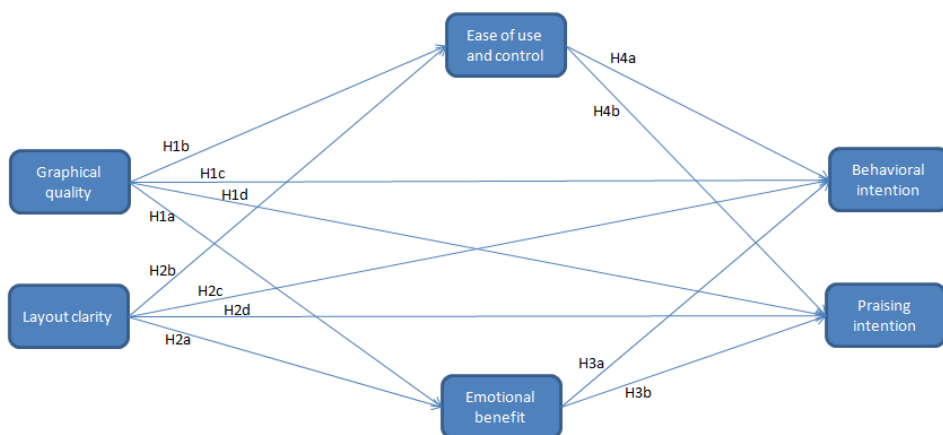 Ease of use
and control
H4a
H4b
H1b
Graphical
quality
H1c
H1d
H1a
Behavioral
intention
H2b
H2c
H2d
Layout clarity
H2a
Praising
intention
H3a
H3b
Emotional
benefit